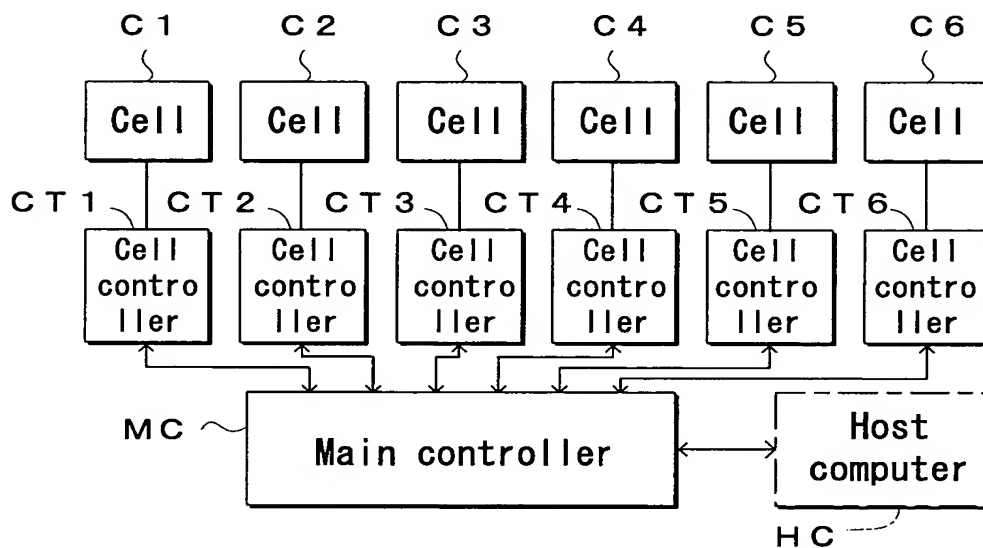 C1 C2 C3 C4 C5 C6
Cell Cell Cell Cell Cell Cell
CT1 CT2 CT3 CT4 CT5 CT6
Cell Cell Cell Cell Cell Cell
contro contro contro contro contro contro
ller ller ller ller ller ller
MC
Main controller
Host
computer
HC